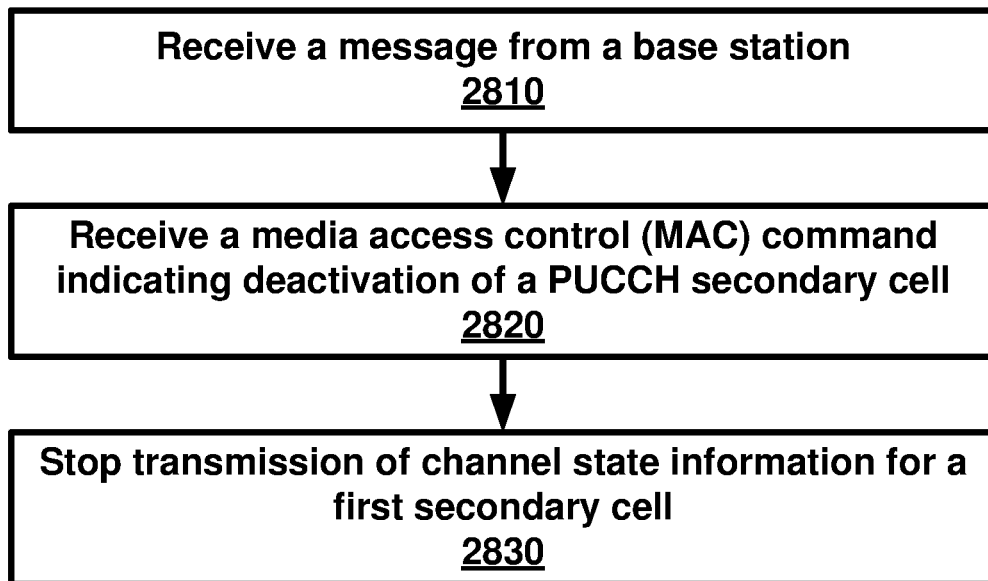 Receive a message from a base station
2810
Receive a media access control (MAC) command
indicating deactivation of a PUCCH secondary cell
2820
Stop transmission of channel state information for a
first secondary cell
2830